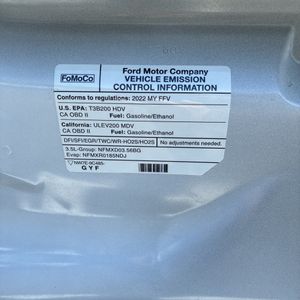 FoMoCo
Ford Motor Company
VEHICLE EMISSION
CONTROL INFORMATION
Conforms to regulations: 2022 MY FFV
U.S. EPA: T3B200 HDV
CA OBD II Fuel: Gasoline/Ethanol
California: ULEV200 MDV
CA OBD II Fuel: Gasoline/Ethanol
DFI/SFI/EGR/TWC/WR-HO2S/HO2S No adjustments needed.
3.5L-Group: NFMXD03.56BG
Evap: NFMXR0185NDJ
GYF